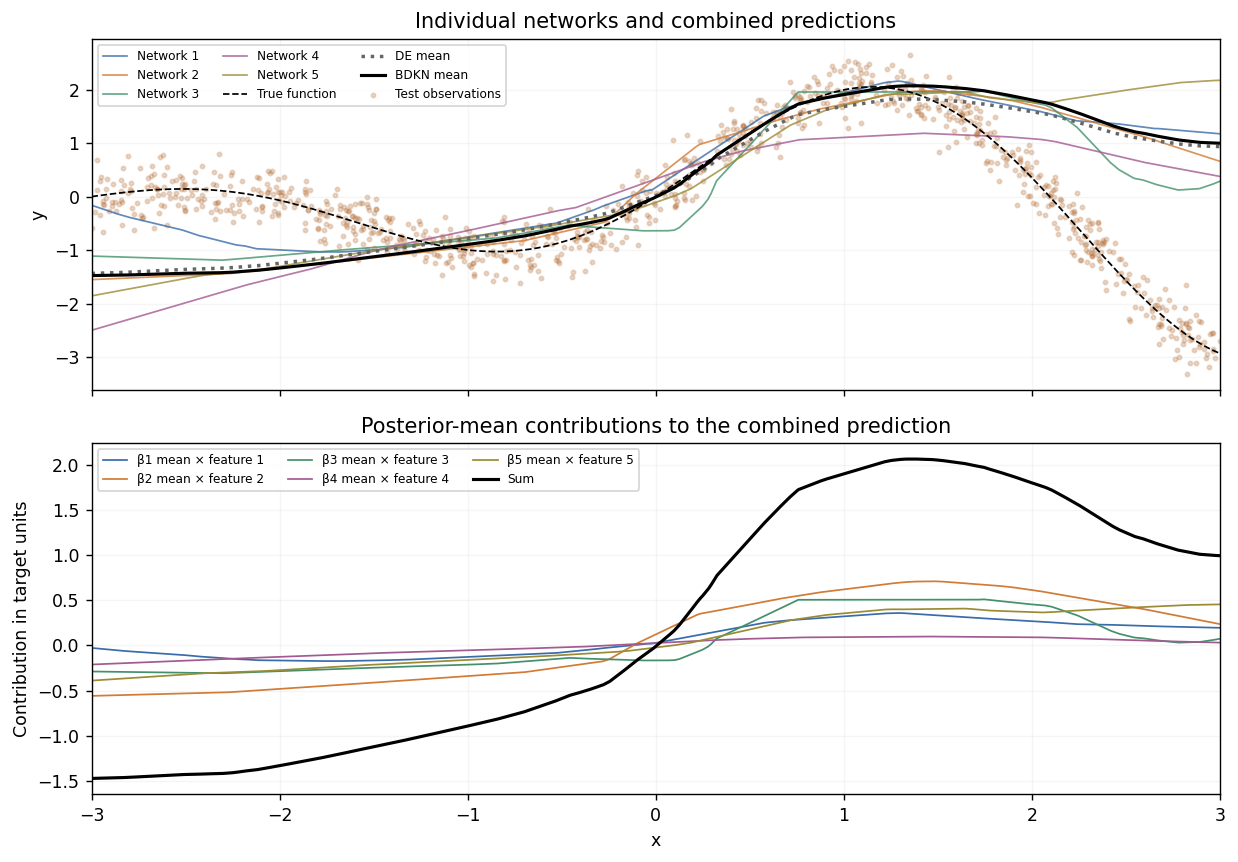 Individual networks and combined predictions
Network 1
Network 2
Network 3
Network 4
Network 5
True function
DE mean
BDKN mean
Test observations
y
2
1
0
−1
−2
−3
Posterior-mean contributions to the combined prediction
β1 mean × feature 1
β2 mean × feature 2
β3 mean × feature 3
β4 mean × feature 4
β5 mean × feature 5
Sum
Contribution in target units
2.0
1.5
1.0
0.5
0.0
−0.5
−1.0
−1.5
−3
−2
−1
0
1
2
3
x